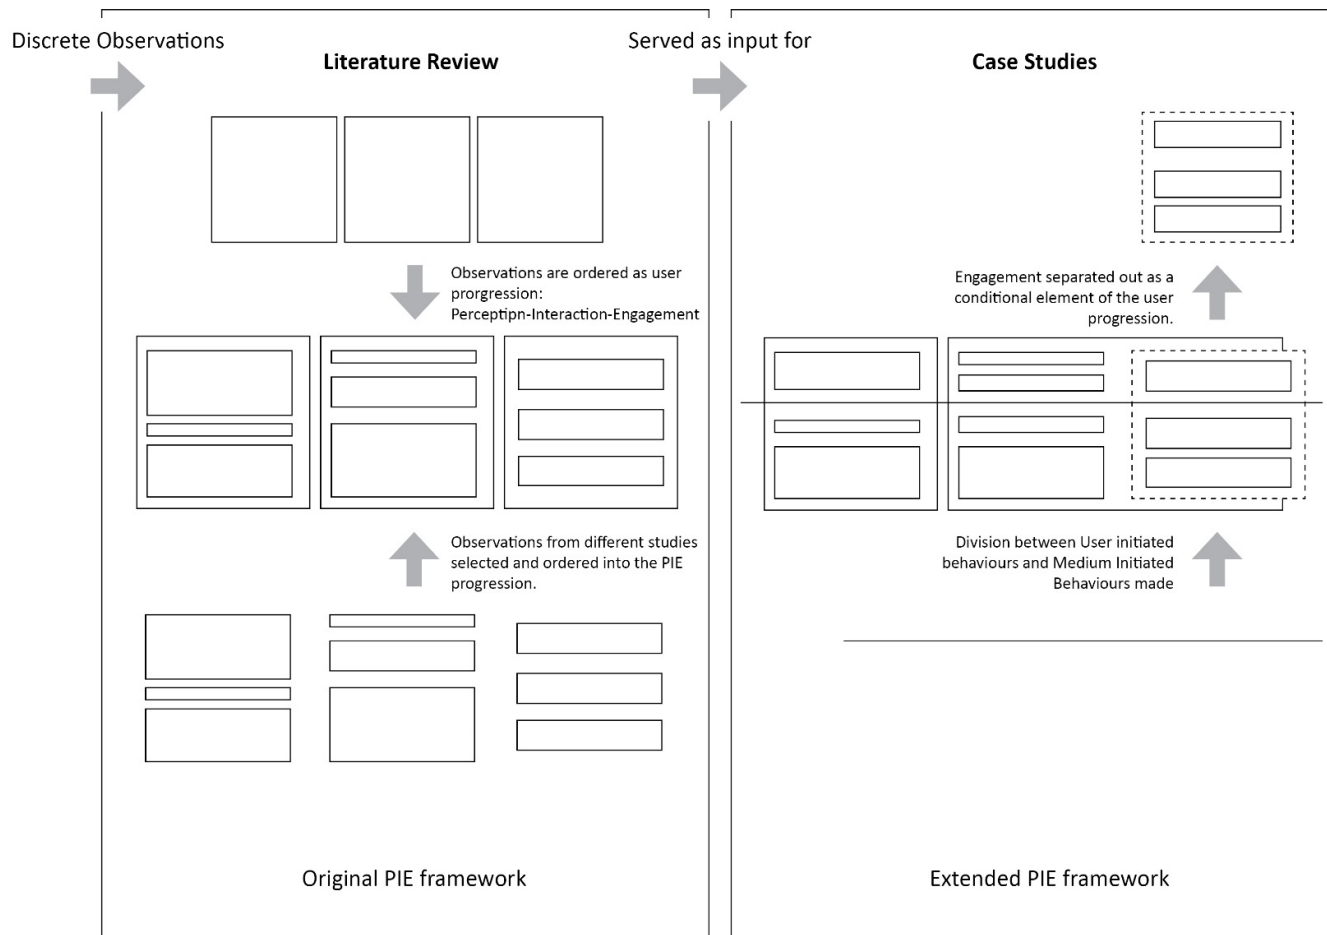 Discrete Observations
Served as input for
Literature Review
Case Studies
Observations are ordered as user
prorgression:
Perceptipn-Interaction-Engagement
Engagement separated out as a
conditional element of the user
progression.
Observations from different studies
selected and ordered into the PIE
progression.
Division between User initiated
behaviours and Medium Initiated
Behaviours made
Original PIE framework
Extended PIE framework